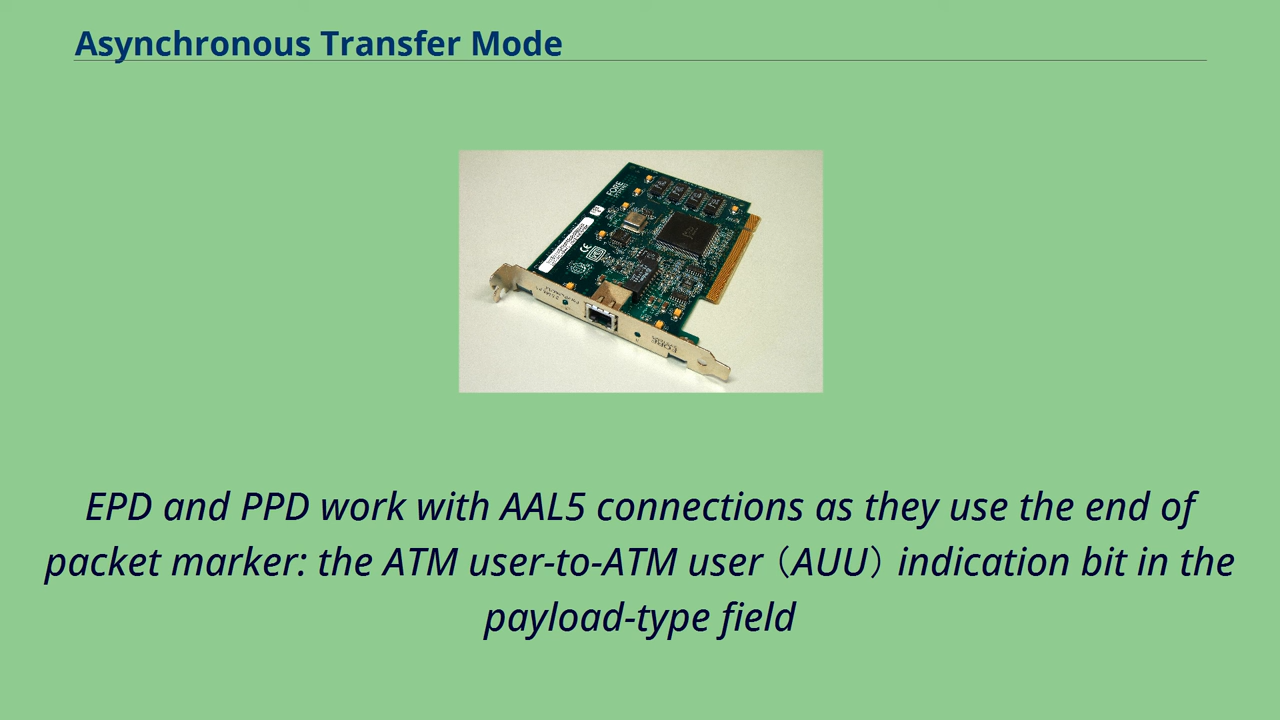 Asynchronous Transfer Mode
FORE
EPD and PPD work with AAL5 connections as they use the end of
packet marker: the ATM user-to-ATM user（AUU）indication bit in the
payload-type field